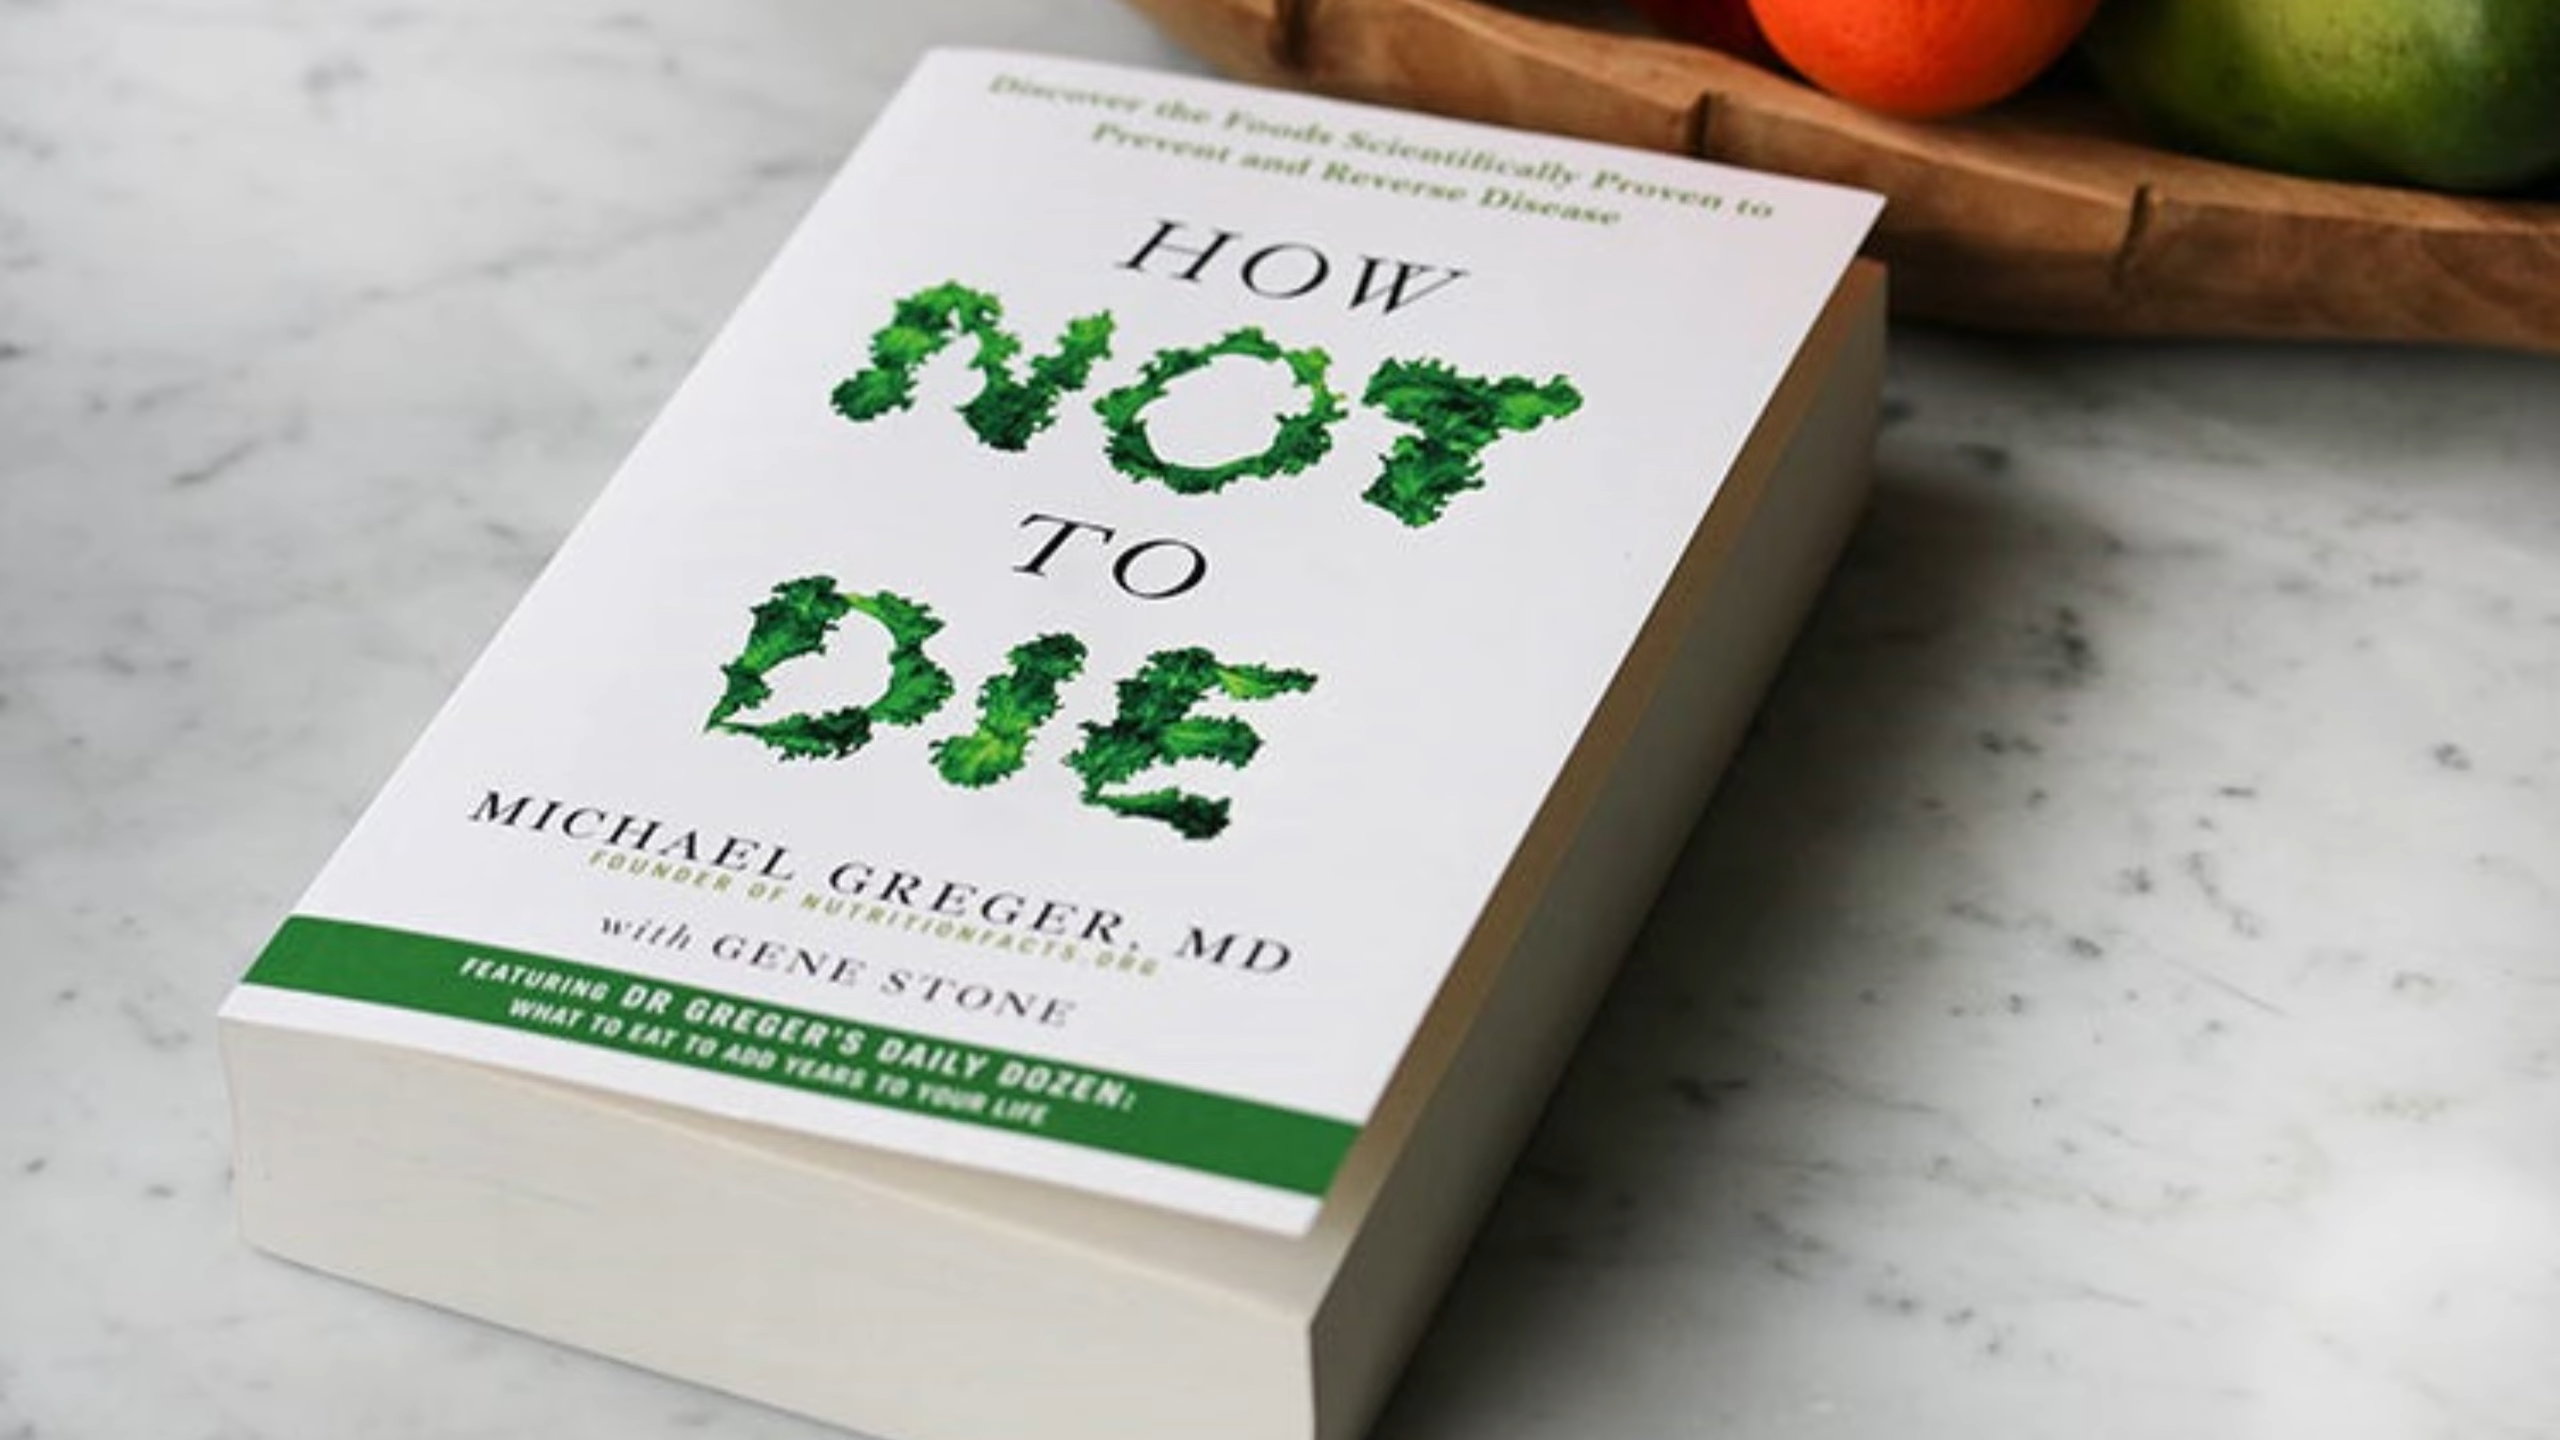 Discover the Foods Scientifically Proven to
Prevent and Reverse Disease
HOW
NOT
TO
DIE
MICHAEL GREGER, MD
FOUNDER OF NUTRITIONFACTS.ORG
with GENE STONE
FEATURING DR GREGER'S DAILY DOZEN:
WHAT TO EAT TO ADD YEARS TO YOUR LIFE